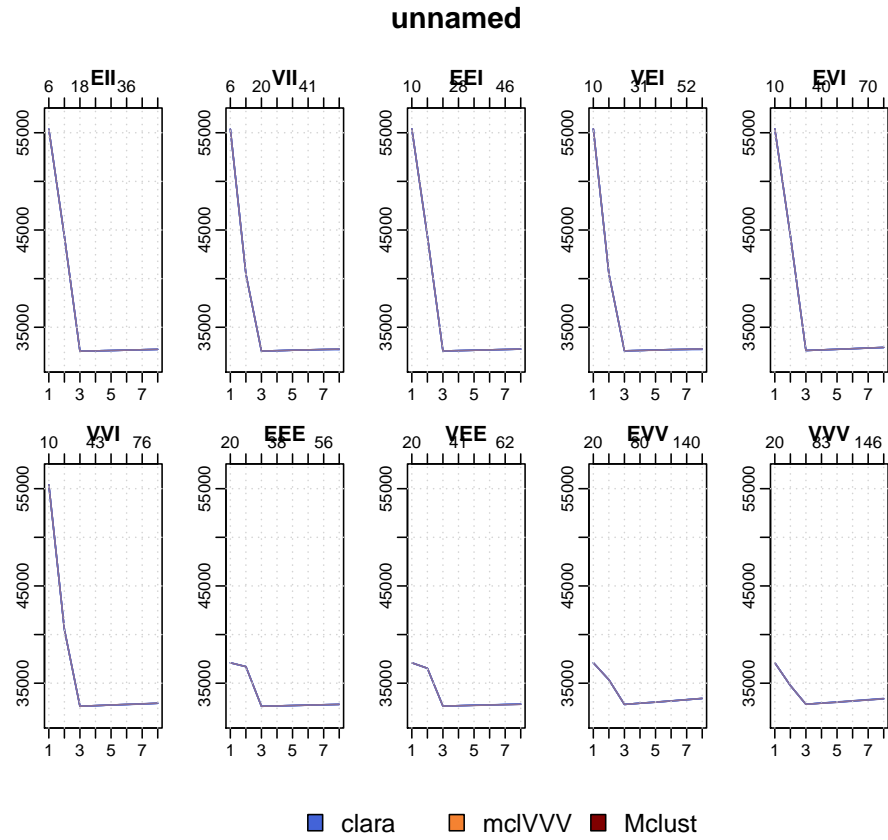 unnamed
EII VII EEI VEI EVI
6 18 36 6 20 41 10 28 46 10 31 52 10 40 70
55000 55000 55000 55000 55000
45000 45000 45000 45000 45000
35000 35000 35000 35000 35000
1 3 5 7 1 3 5 7 1 3 5 7 1 3 5 7 1 3 5 7
VVI EEE VEE EVV VVV
10 43 76 20 38 56 20 41 62 20 80 140 20 83 146
55000 55000 55000 55000 55000
45000 45000 45000 45000 45000
35000 35000 35000 35000 35000
1 3 5 7 1 3 5 7 1 3 5 7 1 3 5 7 1 3 5 7
clara mclVVV Mclust